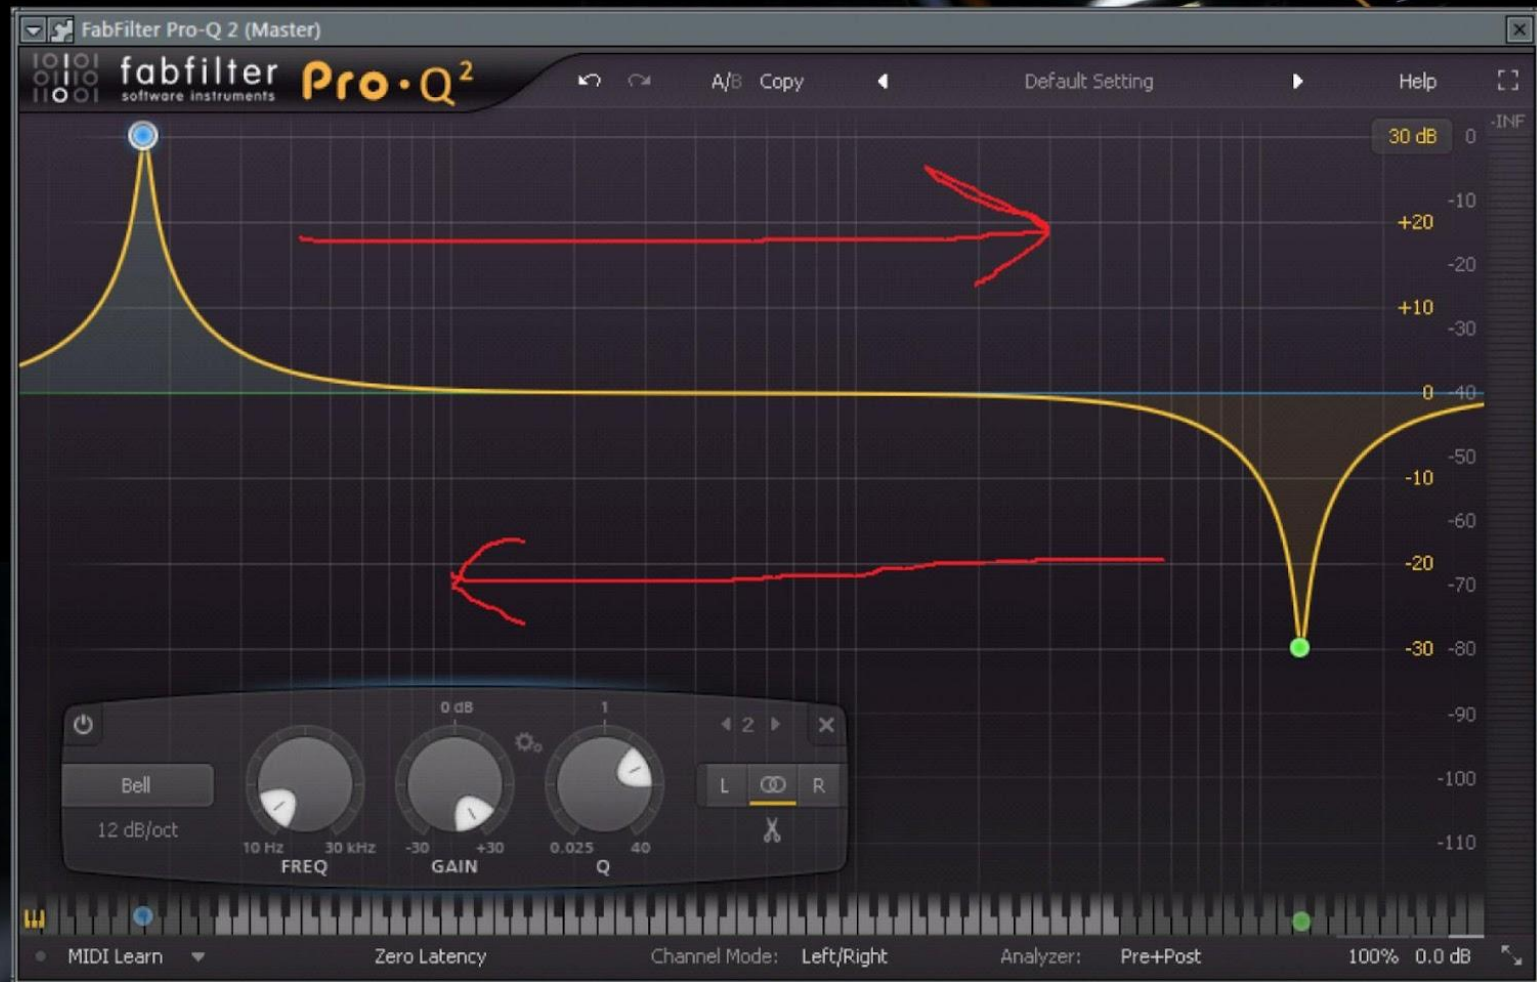 FabFilter Pro-Q 2 (Master)
fabfilter
software instruments
Pro·Q²
A/B Copy Default Setting Help
-INF
30 dB 0
-10
+20
-20
+10
-30
0 -40
-50
-10
-60
-20
-70
-30 -80
-90
-100
-110
0 dB 1
2
Bell
L R
12 dB/oct
10 Hz 30 kHz -30 +30 0.025 40
FREQ GAIN Q
MIDI Learn Zero Latency Channel Mode: Left/Right Analyzer: Pre+Post 100% 0.0 dB